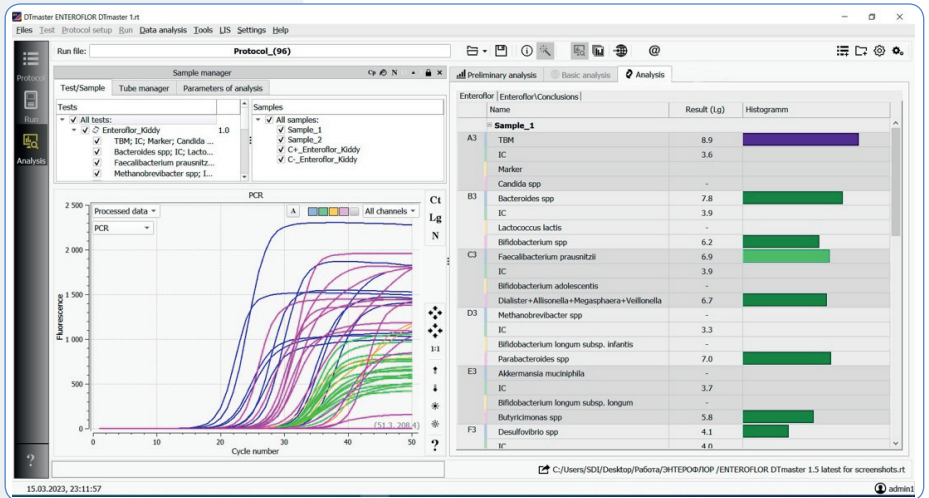 DTmaster ENTEROFLOR DTmaster 1.rt
Files Test Protocol setup Run Data analysis Tools LIS Settings Help
Run file: Protocol_(96)
@
Protocol
Run
Analysis
?
Sample manager
Cp N
Test/Sample Tube manager Parameters of analysis
Tests
All tests:
Enteroflor_Kiddy 1.0
TBM; IC; Marker; Candida ...
Bacteroides spp; IC; Lacto...
Faecalibacterium prausnitz...
Methanobrevibacter spp; I...
Samples
All samples:
Sample_1
Sample_2
C+_Enteroflor_Kiddy
C-_Enteroflor_Kiddy
PCR
Processed data
PCR
A All channels
Ct
Lg
N
1:1
?
Fluorescence
2 500
2 000
1 500
1 000
500
0
0 10 20 30 40 50
(51.3, 208.4)
Cycle number
Preliminary analysis Basic analysis Analysis
Enteroflor Enteroflor\Conclusions
Name Result (Lg) Histogramm
Sample_1
A3 TBM 8.9
IC 3.6
Marker
Candida spp -
B3 Bacteroides spp 7.8
IC 3.9
Lactococcus lactis -
Bifidobacterium spp 6.2
C3 Faecalibacterium prausnitzii 6.9
IC 3.9
Bifidobacterium adolescentis -
Dialister+Allisonella+Megasphaera+Veillonella 6.7
D3 Methanobrevibacter spp -
IC 3.3
Bifidobacterium longum subsp. infantis -
Parabacteroides spp 7.0
E3 Akkermansia muciniphila -
IC 3.7
Bifidobacterium longum subsp. longum -
Butyricimonas spp 5.8
F3 Desulfovibrio spp 4.1
IC 4.0
C:/Users/SDI/Desktop/Работа/ЭНТЕРОФЛОР /ENTEROFLOR DTmaster 1.5 latest for screenshots.rt
15.03.2023, 23:11:57
admin1